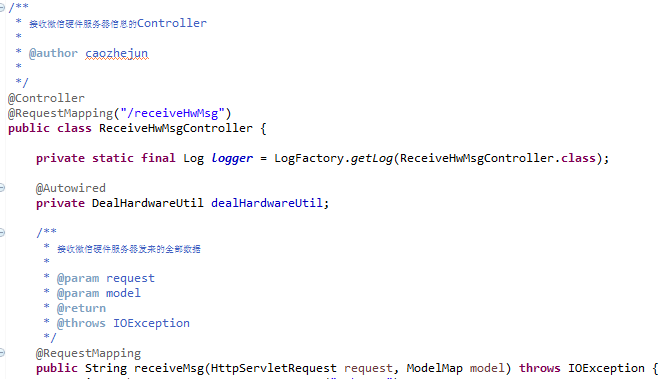 /**
 * 接收微信硬件服务器信息的Controller
 *
 * @author caozhejun
 *
 */
@Controller
@RequestMapping("/receiveHwMsg")
public class ReceiveHwMsgController {
private static final Log logger = LogFactory.getLog(ReceiveHwMsgController.class);
@Autowired
private DealHardwareUtil dealHardwareUtil;
/**
 * 接收微信硬件服务器发来的全部数据
 *
 * @param request
 * @param model
 * @return
 * @throws IOException
 */
@RequestMapping
public String receiveMsg(HttpServletRequest request, ModelMap model) throws IOException {